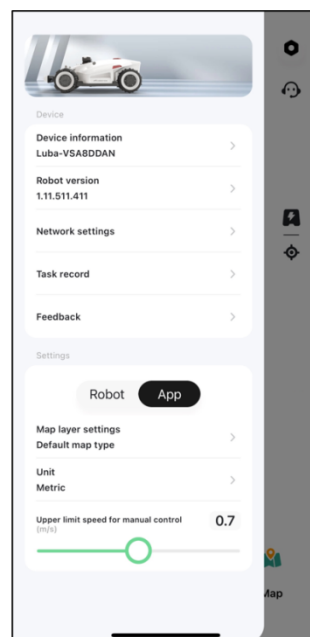 Device
Device information
Luba-VSA8DDAN
Robot version
1.11.511.411
Network settings
Task record
Feedback
Settings
Robot App
Map layer settings
Default map type
Unit
Metric
Upper limit speed for manual control 0.7
(m/s)
Map